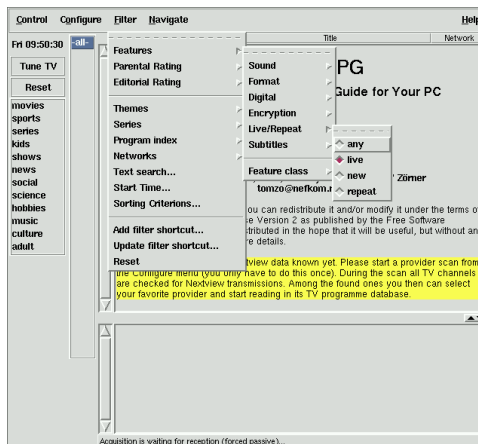 Control Configure Filter Navigate Help
Fri 09:50:30
-all-
Title
Network
Tune TV
Reset
movies
sports
series
kids
shows
news
social
science
hobbies
music
culture
adult
Features
Parental Rating
Editorial Rating
Themes
Series
Program index
Networks
Text search...
Start Time...
Sorting Criterions...
Add filter shortcut...
Update filter shortcut...
Reset
Sound
Format
Digital
Encryption
Live/Repeat
Subtitles
Feature class
any
live
new
repeat
PG
Guide for Your PC
Zörner
tomzo@nefkom.n
ou can redistribute it and/or modify it under the terms of
se Version 2 as published by the Free Software
stributed in the hope that it will be useful, but without an
re details.
tview data known yet. Please start a provider scan from
the Configure menu (you only have to do this once). During the scan all TV channels
are checked for Nextview transmissions. Among the found ones you then can select
your favorite provider and start reading in its TV programme database.
Acquisition is waiting for reception (forced passive)...